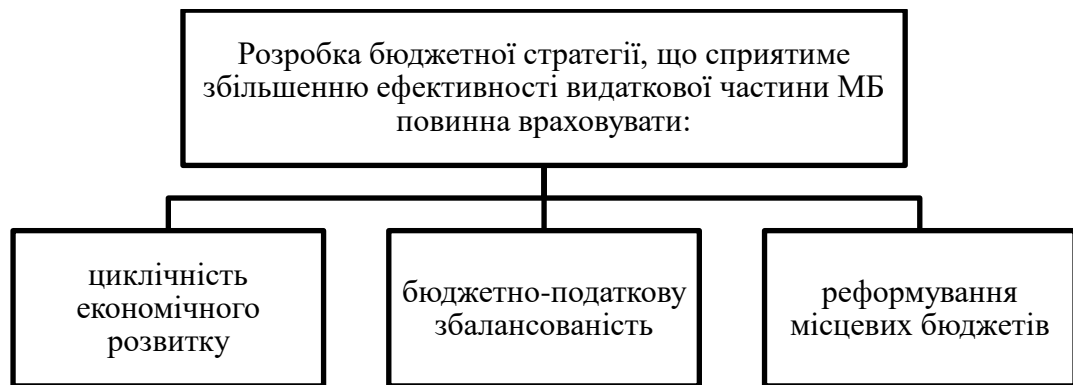 Розробка бюджетної стратегії, що сприятиме
збільшенню ефективності видаткової частини МБ
повинна враховувати:
циклічність
економічного
розвитку
бюджетно-податкову
збалансованість
реформування
місцевих бюджетів